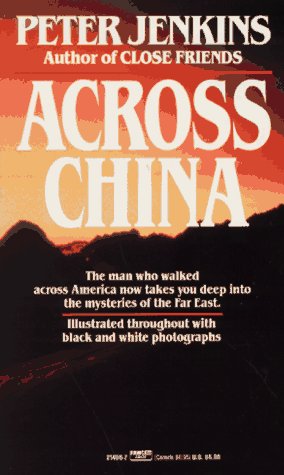 PETER JENKINS
Author of CLOSE FRIENDS
ACROSS
CHINA
The man who walked
across America now takes you deep into
the mysteries of the Far East.
Illustrated throughout with
black and white photographs
FAWCETT